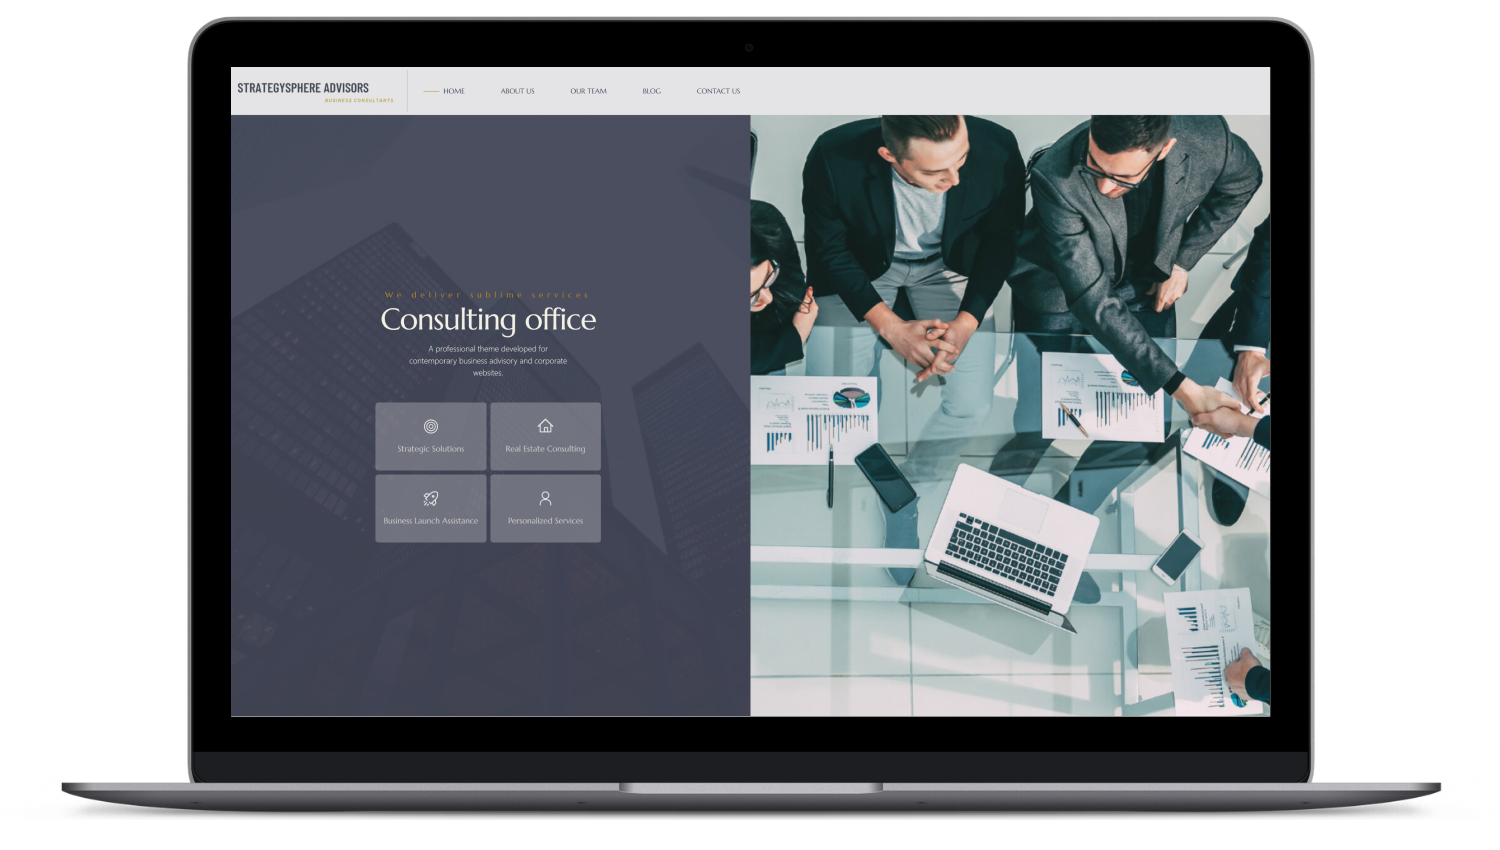 STRATEGYSPHERE ADVISORS
BUSINESS CONSULTANTS
HOME
ABOUT US
OUR TEAM
BLOG
CONTACT US
We deliver sublime services
Consulting office
A professional theme developed for
contemporary business advisory and corporate
websites.
Strategic Solutions
Real Estate Consulting
Business Launch Assistance
Personalized Services